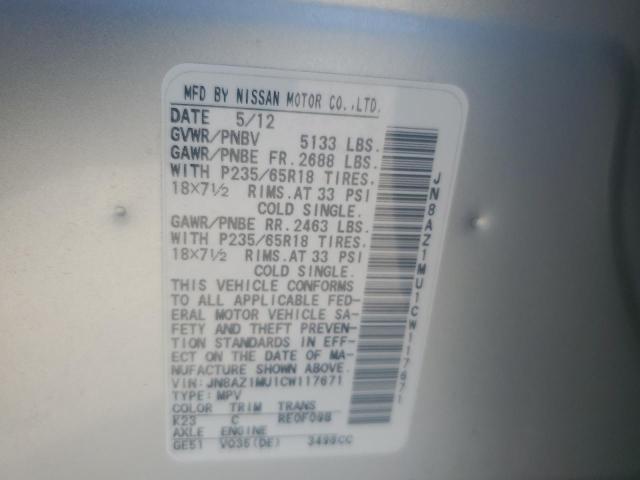 MFD BY NISSAN MOTOR CO.,LTD.
DATE 5/12
GVWR/PNBV 5133 LBS.
GAWR/PNBE FR.2688 LBS.
WITH P235/65R18 TIRES.
18×7½ RIMS.AT 33 PSI
COLD SINGLE.
GAWR/PNBE RR.2463 LBS.
WITH P235/65R18 TIRES.
18×7½ RIMS.AT 33 PSI
COLD SINGLE.
THIS VEHICLE CONFORMS
TO ALL APPLICABLE FED-
ERAL MOTOR VEHICLE SA-
FETY AND THEFT PREVEN-
TION STANDARDS IN EFF-
ECT ON THE DATE OF MA-
NUFACTURE SHOWN ABOVE.
VIN:JN8AZ1MU1CW117671
TYPE:MPV
COLOR TRIM TRANS
K23 C RE0F09B
AXLE ENGINE
GE51 VQ35(DE) 3498CC
JN8AZ1MU1CW117671